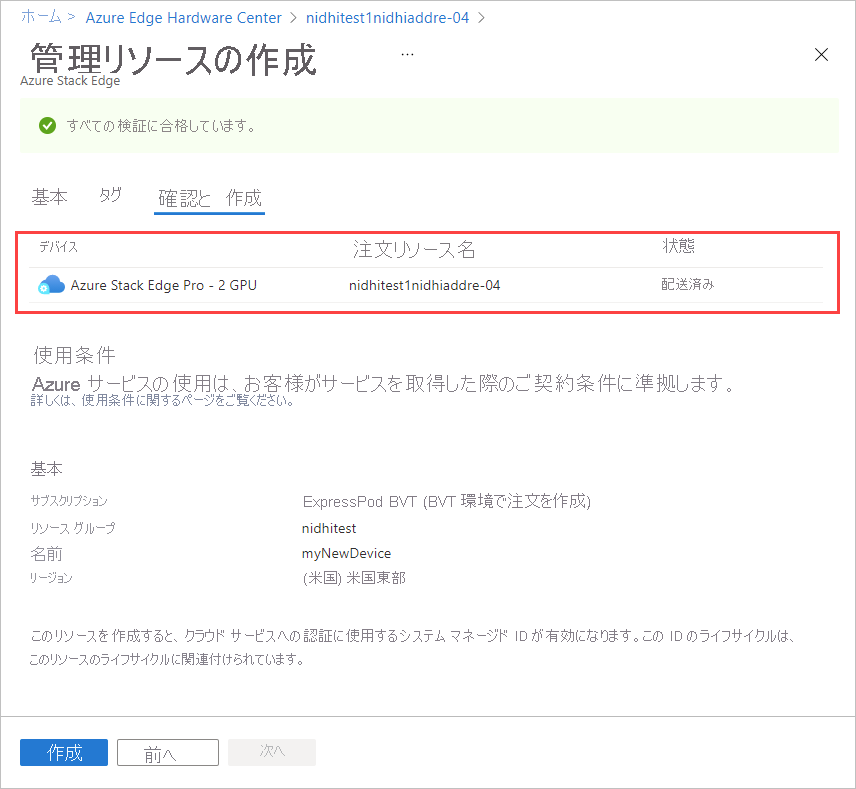 ホーム > Azure Edge Hardware Center > nidhitest1nidhiaddre-04 >
管理リソースの作成 ...
Azure Stack Edge
すべての検証に合格しています。
基本 タグ 確認と 作成
デバイス 注文リソース名 状態
Azure Stack Edge Pro - 2 GPU nidhitest1nidhiaddre-04 配送済み
使用条件
Azure サービスの使用は、お客様がサービスを取得した際のご契約条件に準拠します。
詳しくは、使用条件に関するページをご覧ください。
基本
サブスクリプション ExpressPod BVT (BVT 環境で注文を作成)
リソース グループ nidhitest
名前 myNewDevice
リージョン (米国) 米国東部
このリソースを作成すると、クラウド サービスへの認証に使用するシステム マネージド ID が有効になります。この ID のライフサイクルは、
このリソースのライフサイクルに関連付けられています。
作成 前へ 次へ